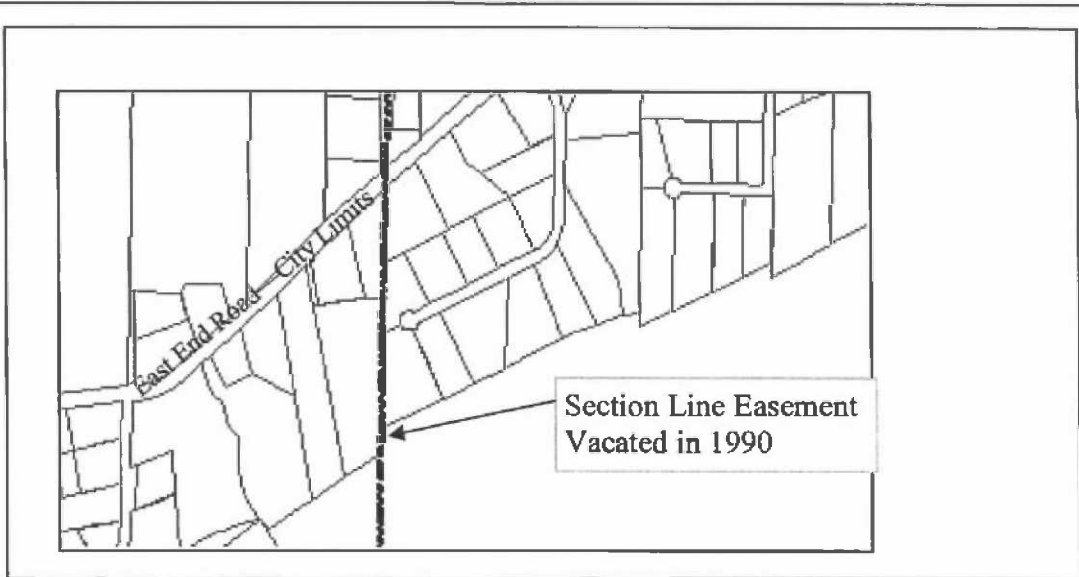 East End Road
City Limits
Section Line Easement
Vacated in 1990